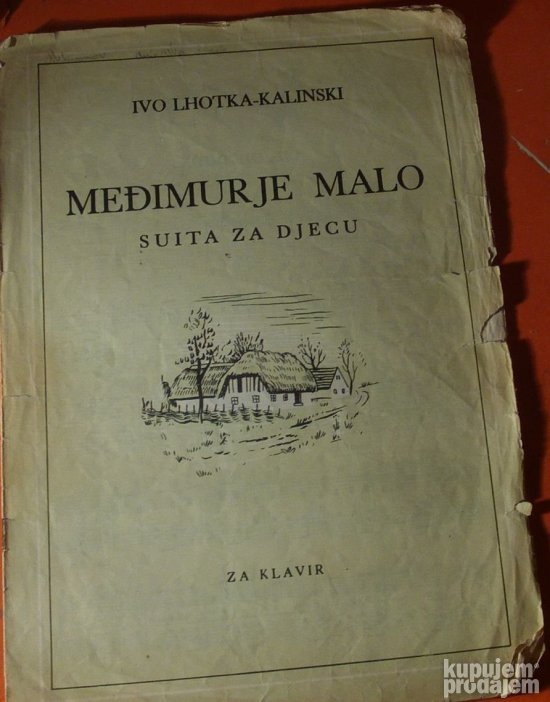 IVO LHOTKA-KALINSKI
MEĐIMURJE MALO
SUITA ZA DJECU
ZA KLAVIR
kupujem
prodajem